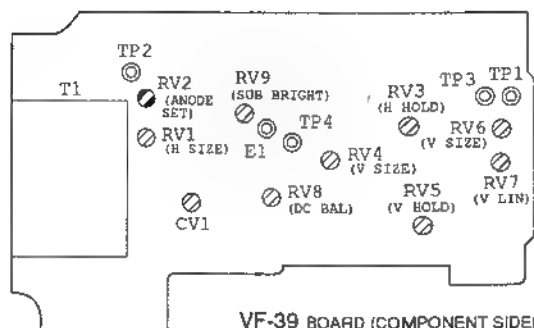 TP2
T1
RV2
(ANODE
SET)
RV9
(SUB BRIGHT)
RV3
(H HOLD)
TP3
TP1
RV1
(H SIZE)
E1
TP4
RV6
(V SIZE)
RV4
(V SIZE)
RV7
(V LIN)
CV1
RV8
(DC BAL)
RV5
(V HOLD)
VF-39 BOARD (COMPONENT SIDE)